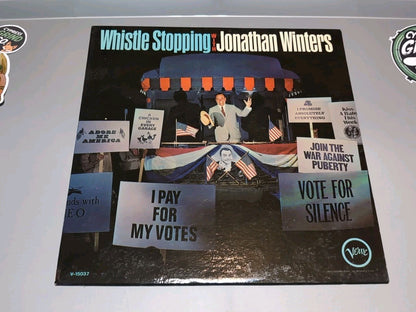 Whistle Stopping WITH Jonathan Winters
I PROMISE
ABSOLUTELY
EVERYTHING
A
CHICKEN
IN
EVERY
GARAGE
ADORE
ME
AMERICA
JOIN THE
WAR AGAINST
PUBERTY
I PAY
FOR
MY VOTES
VOTE FOR
SILENCE
Verve
V-15037